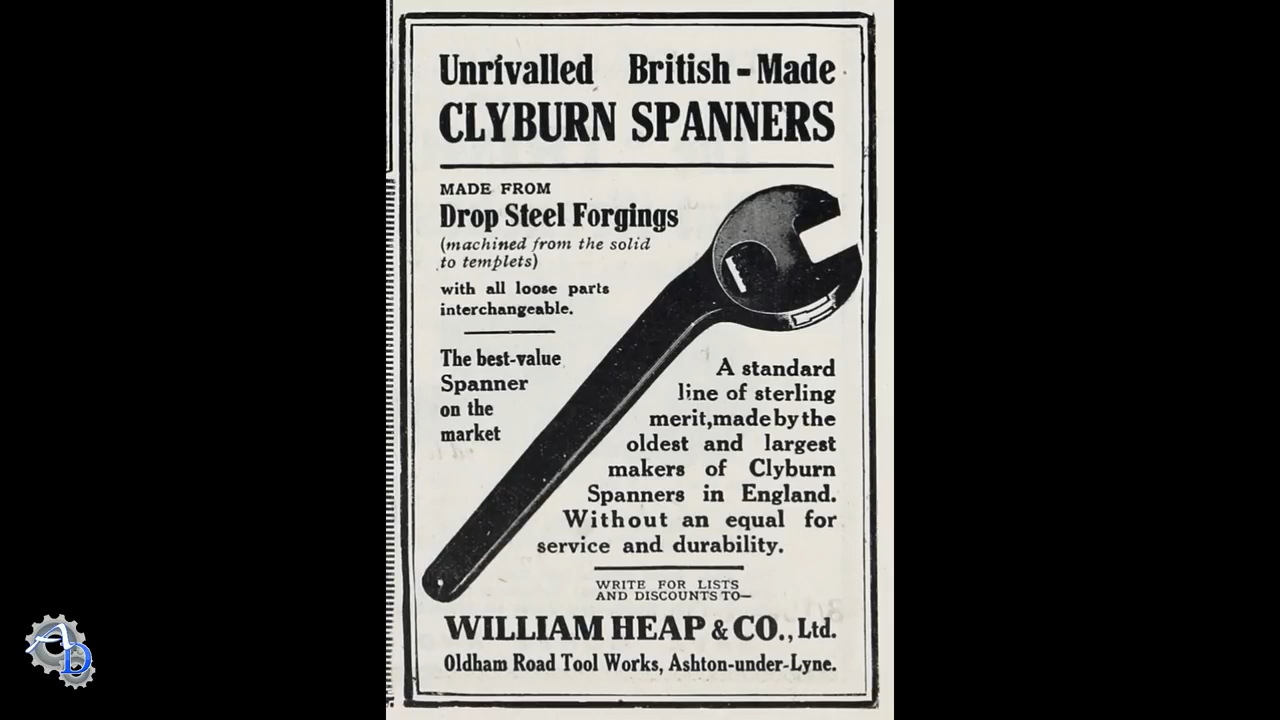 Unrivalled British-Made
CLYBURN SPANNERS
MADE FROM
Drop Steel Forgings
(machined from the solid
to templets)
with all loose parts
interchangeable.
The best-value
Spanner
on the
market
A standard
line of sterling
merit, made by the
oldest and largest
makers of Clyburn
Spanners in England.
Without an equal for
service and durability.
WRITE FOR LISTS
AND DISCOUNTS TO—
WILLIAM HEAP & CO., Ltd.
Oldham Road Tool Works, Ashton-under-Lyne.
AD